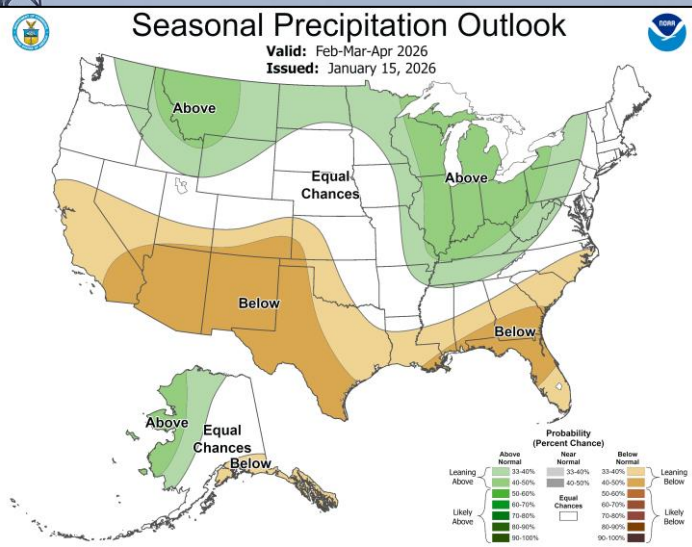 Seasonal Precipitation Outlook
Valid: Feb-Mar-Apr 2026
Issued: January 15, 2026
NOAA
Above
Equal
Chances
Above
Below
Below
Above
Equal
Chances
Below
Probability
(Percent Chance)
Above
Normal
Near
Normal
Below
Normal
Leaning
Above
33-40%
40-50%
33-40%
40-50%
33-40%
40-50%
Leaning
Below
Likely
Above
50-60%
60-70%
70-80%
80-90%
90-100%
Equal
Chances
50-60%
60-70%
70-80%
80-90%
90-100%
Likely
Below